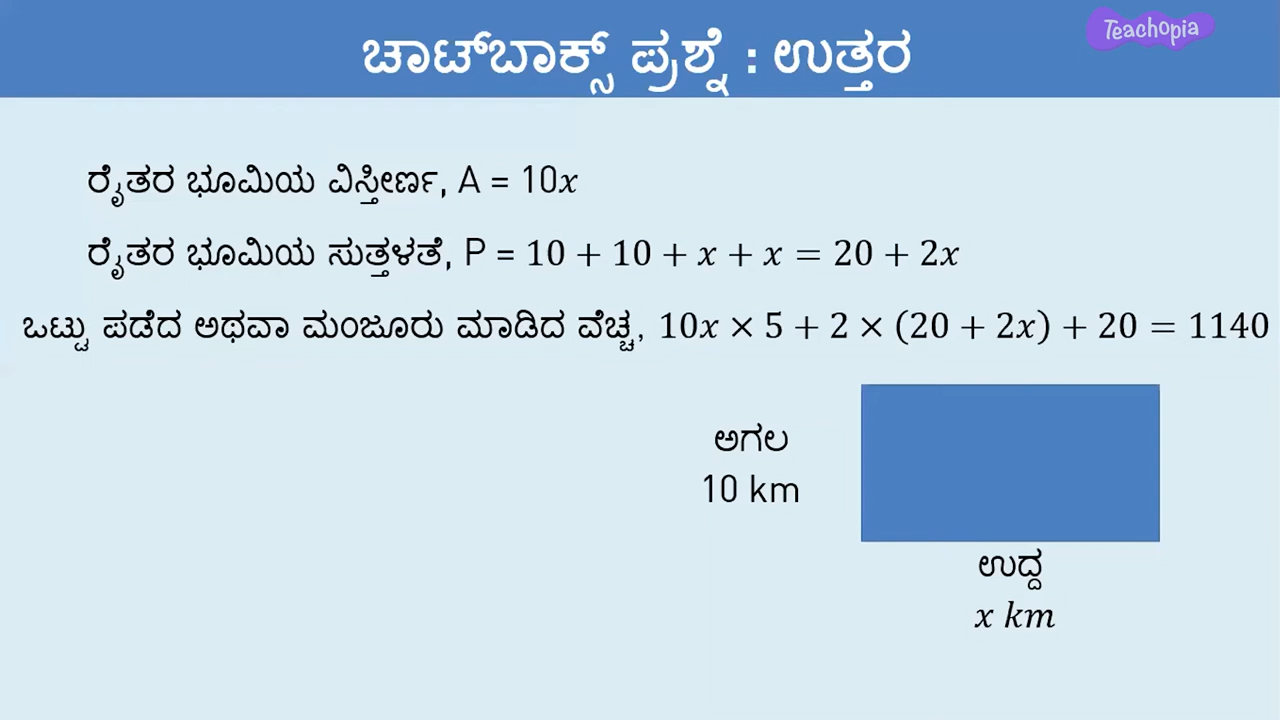 Teachopia
ಚಾಟ್‌ಬಾಕ್ಸ್ ಪ್ರಶ್ನೆ : ಉತ್ತರ
ರೈತರ ಭೂಮಿಯ ವಿಸ್ತೀರ್ಣ, A = 10x
ರೈತರ ಭೂಮಿಯ ಸುತ್ತಳತೆ, P = 10 + 10 + x + x = 20 + 2x
ಒಟ್ಟು ಪಡೆದ ಅಥವಾ ಮಂಜೂರು ಮಾಡಿದ ವೆಚ್ಚ, 10x × 5 + 2 × (20 + 2x) + 20 = 1140
ಅಗಲ
10 km
ಉದ್ದ
x km